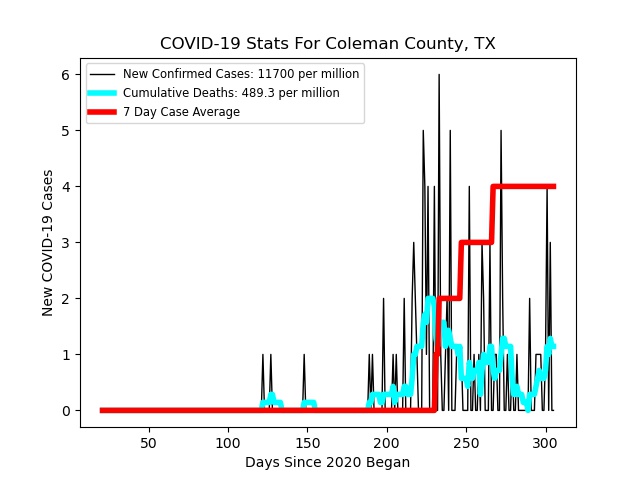 COVID-19 Stats For Coleman County, TX
New Confirmed Cases: 11700 per million
Cumulative Deaths: 489.3 per million
7 Day Case Average
New COVID-19 Cases
6
5
4
3
2
1
0
50 100 150 200 250 300
Days Since 2020 Began